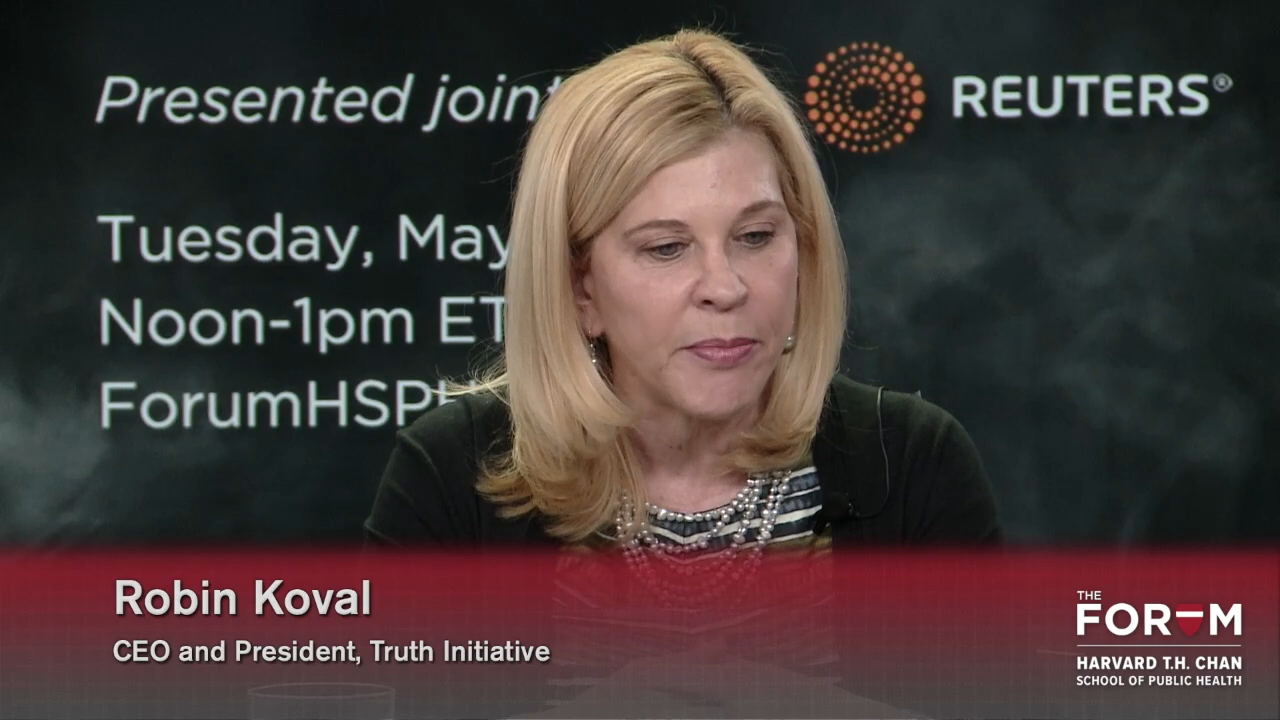 Presented joint
REUTERS®
Tuesday, May
Noon-1pm ET
ForumHSPH
Robin Koval
CEO and President, Truth Initiative
THE
FORUM
HARVARD T.H. CHAN
SCHOOL OF PUBLIC HEALTH